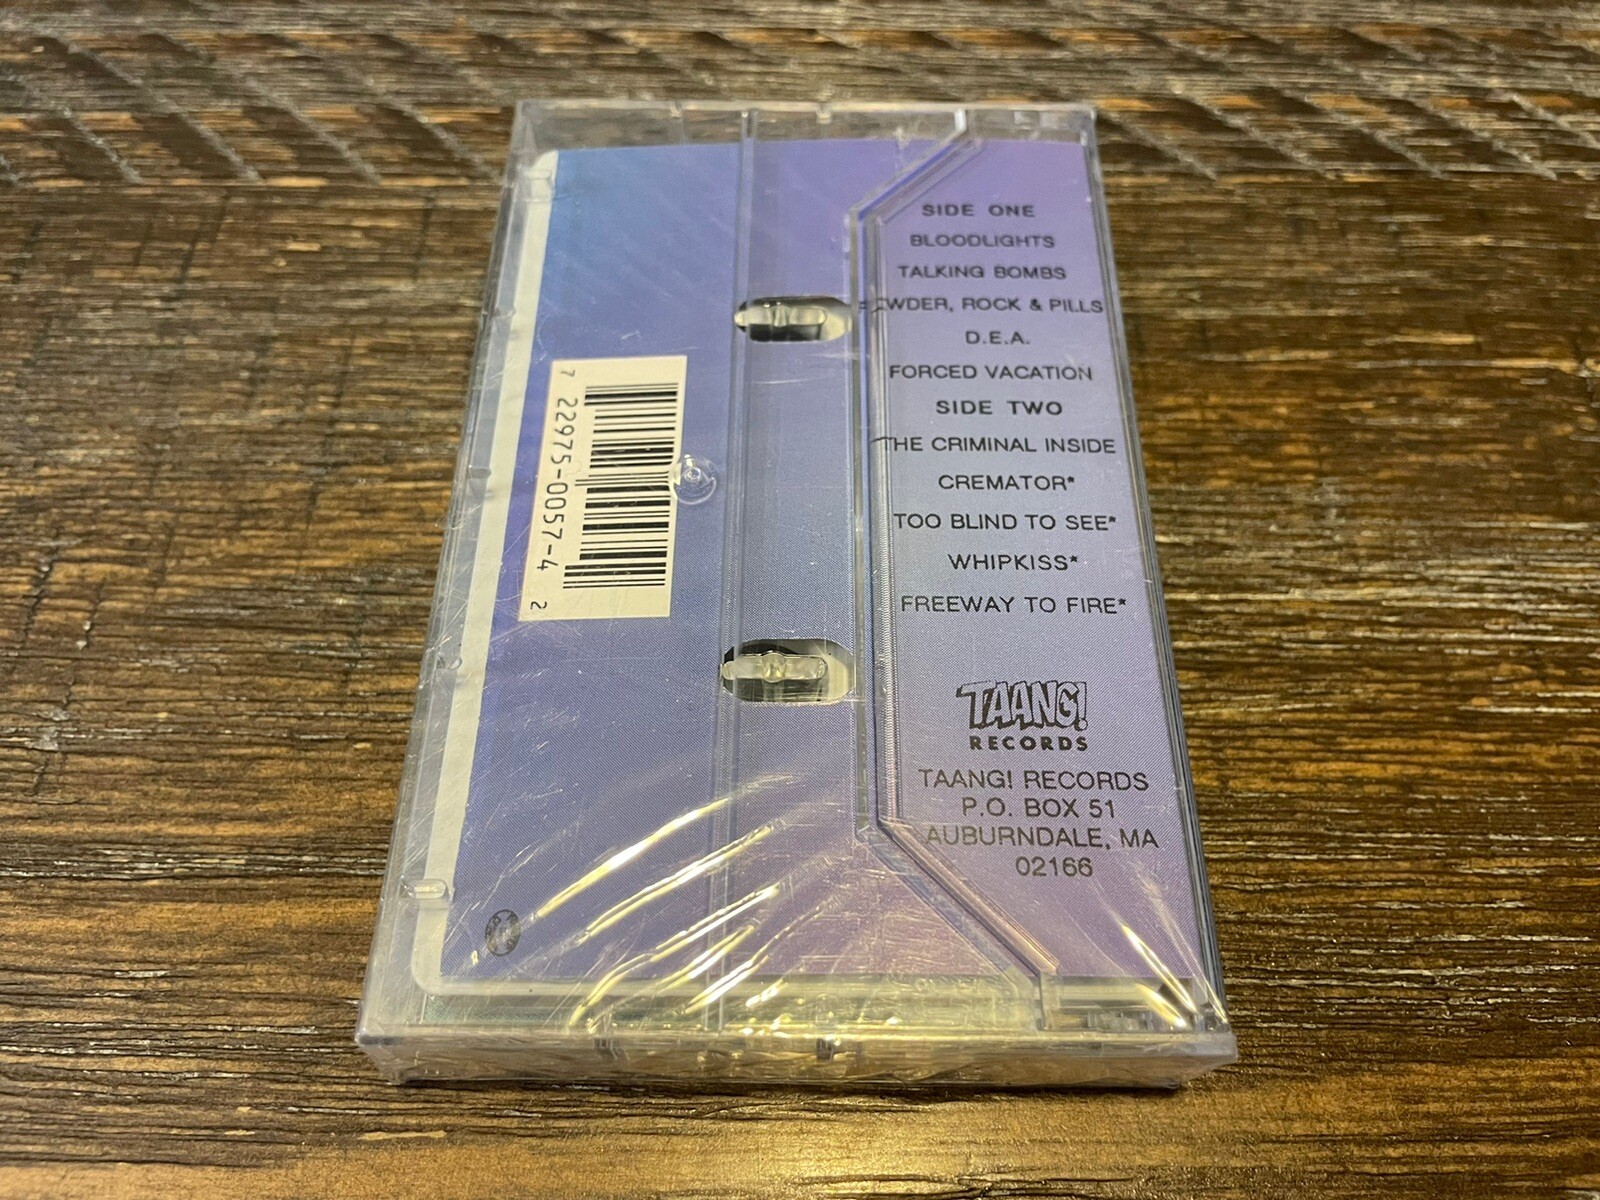 SIDE ONE
BLOODLIGHTS
TALKING BOMBS
WDER, ROCK & PILLS
D.E.A.
FORCED VACATION
SIDE TWO
THE CRIMINAL INSIDE
CREMATOR*
TOO BLIND TO SEE*
WHIPKISS*
FREEWAY TO FIRE*
TAANG!
RECORDS
TAANG! RECORDS
P.O. BOX 51
AUBURNDALE, MA
02166
7 22975-0057-4 2